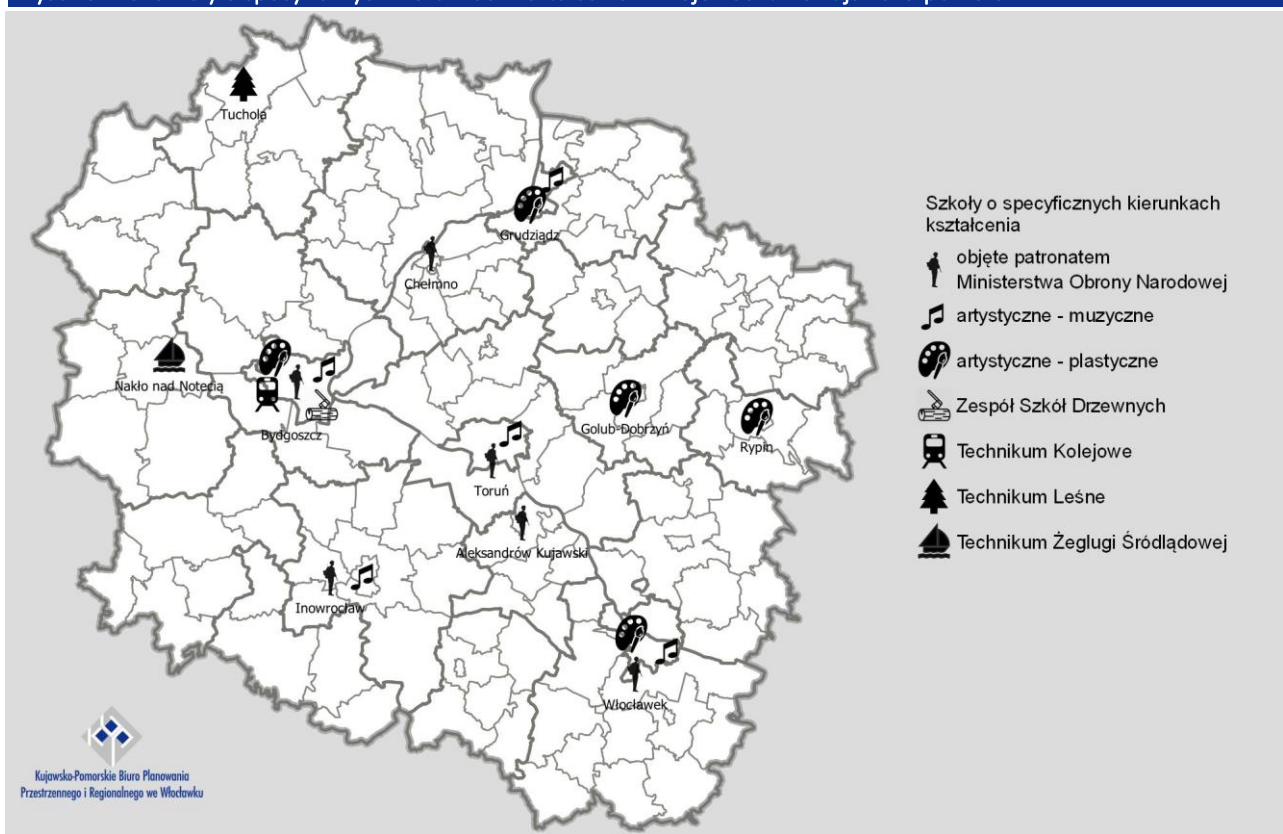 Tuchola
Grudziądz
Chełmno
Nakło nad Notecią
Bydgoszcz
Golub-Dobrzyń
Rypin
Toruń
Aleksandrów Kujawski
Inowrocław
Włocławek
Szkoły o specyficznych kierunkach
kształcenia
objęte patronatem
Ministerstwa Obrony Narodowej
artystyczne - muzyczne
artystyczne - plastyczne
Zespół Szkół Drzewnych
Technikum Kolejowe
Technikum Leśne
Technikum Żeglugi Śródlądowej
Kujawsko-Pomorskie Biuro Planowania
Przestrzennego i Regionalnego we Włocławku